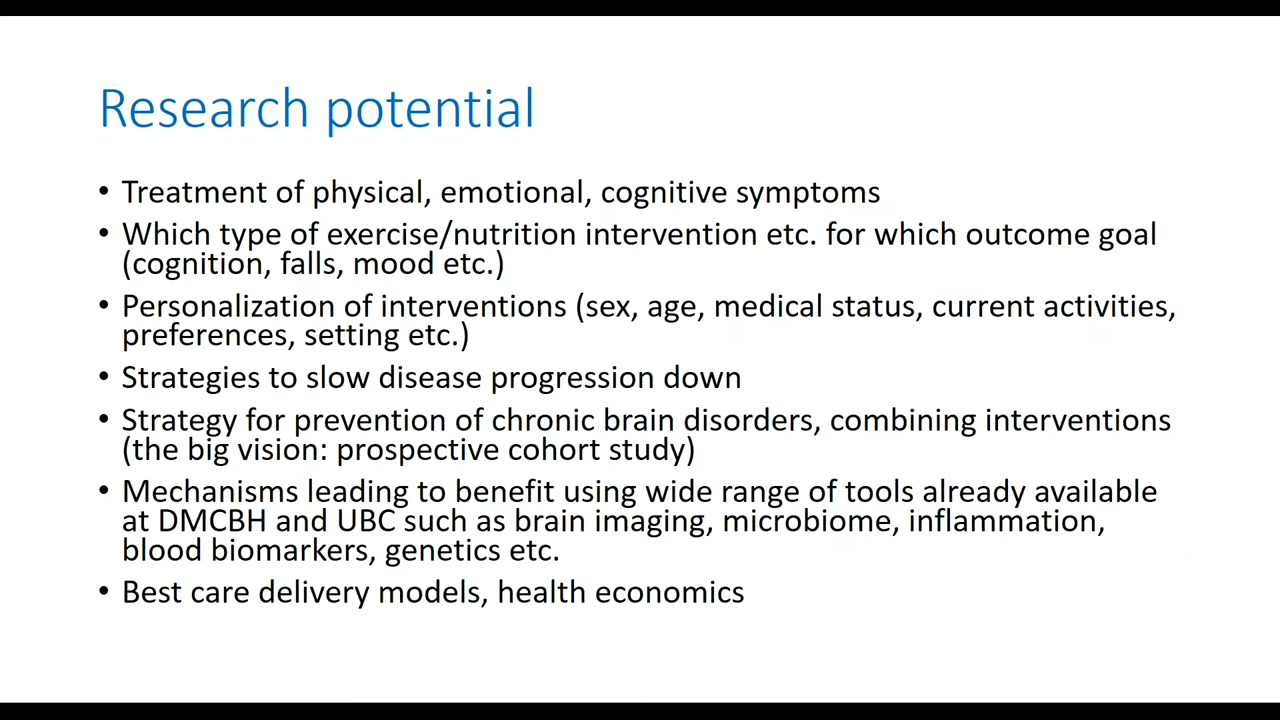 Research potential
• Treatment of physical, emotional, cognitive symptoms
• Which type of exercise/nutrition intervention etc. for which outcome goal
(cognition, falls, mood etc.)
• Personalization of interventions (sex, age, medical status, current activities,
preferences, setting etc.)
• Strategies to slow disease progression down
• Strategy for prevention of chronic brain disorders, combining interventions
(the big vision: prospective cohort study)
• Mechanisms leading to benefit using wide range of tools already available
at DMCBH and UBC such as brain imaging, microbiome, inflammation,
blood biomarkers, genetics etc.
• Best care delivery models, health economics